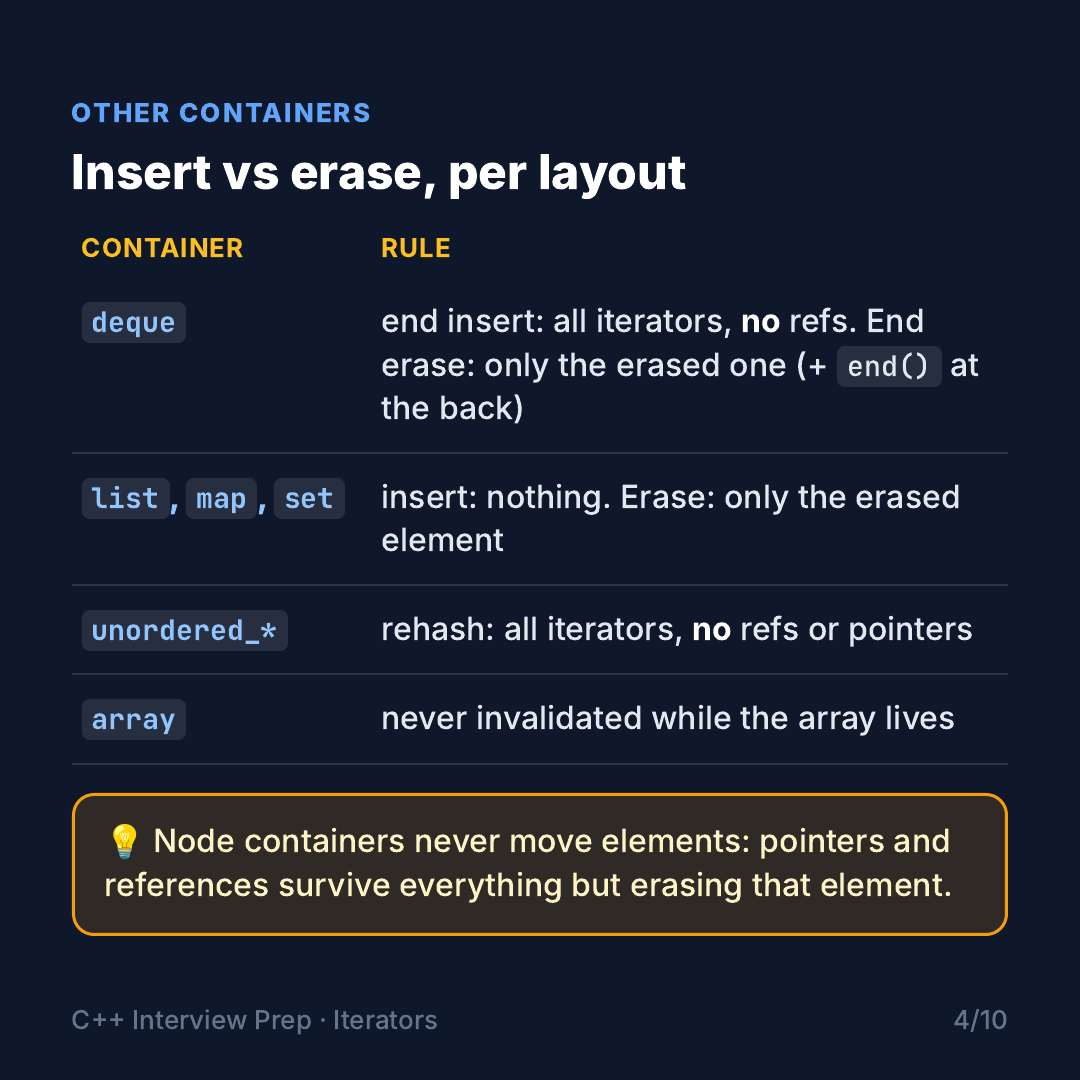 OTHER CONTAINERS
Insert vs erase, per layout
CONTAINER RULE
deque end insert: all iterators, no refs. End
erase: only the erased one (+ end() at
the back)
list, map, set insert: nothing. Erase: only the erased
element
unordered_* rehash: all iterators, no refs or pointers
array never invalidated while the array lives
💡 Node containers never move elements: pointers and
references survive everything but erasing that element.
C++ Interview Prep · Iterators 4/10